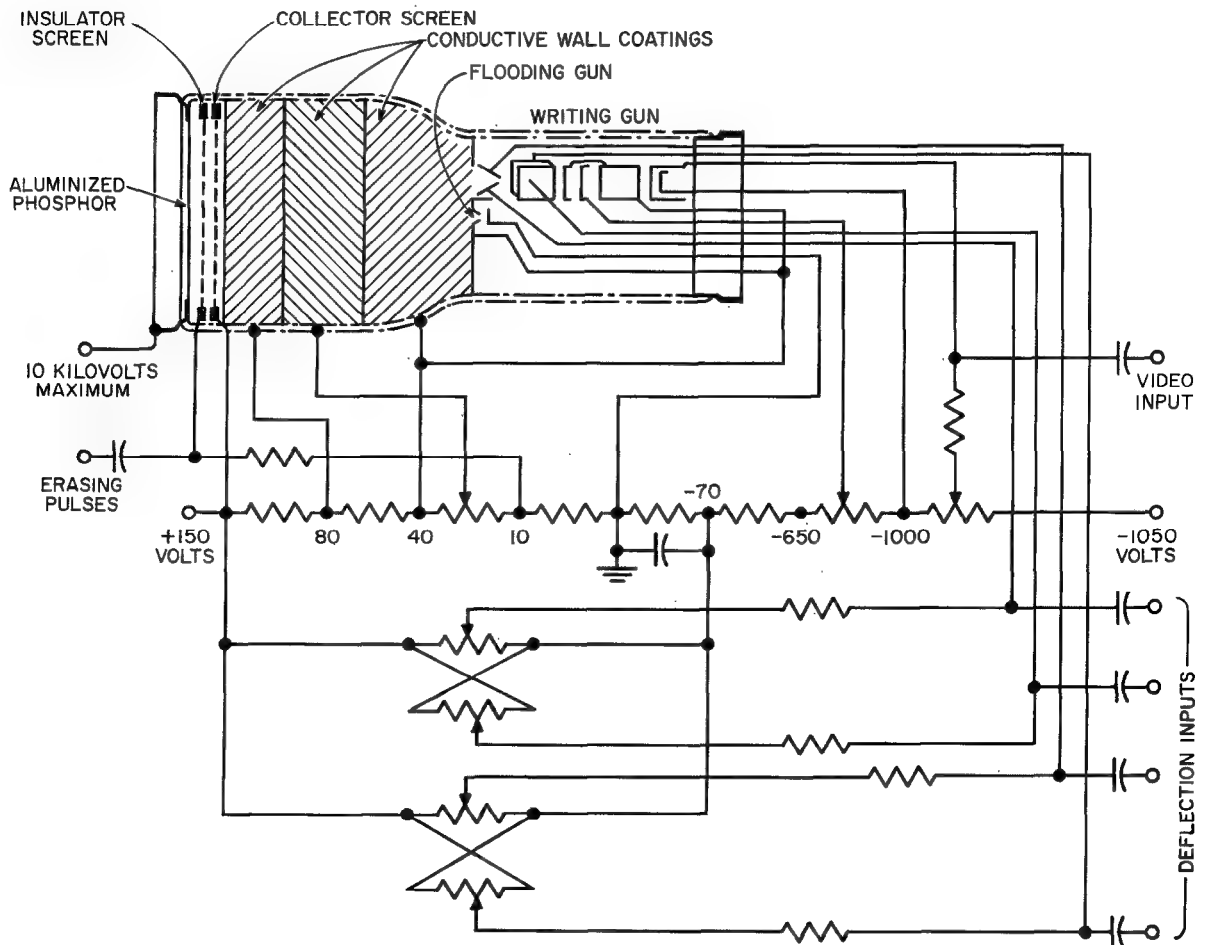 INSULATOR
SCREEN
COLLECTOR SCREEN
CONDUCTIVE WALL COATINGS
FLOODING GUN
WRITING GUN
ALUMINIZED
PHOSPHOR
10 KILOVOLTS
MAXIMUM
VIDEO
INPUT
ERASING
PULSES
+150
VOLTS
80
40
10
-70
-650
-1000
-1050
VOLTS
DEFLECTION INPUTS